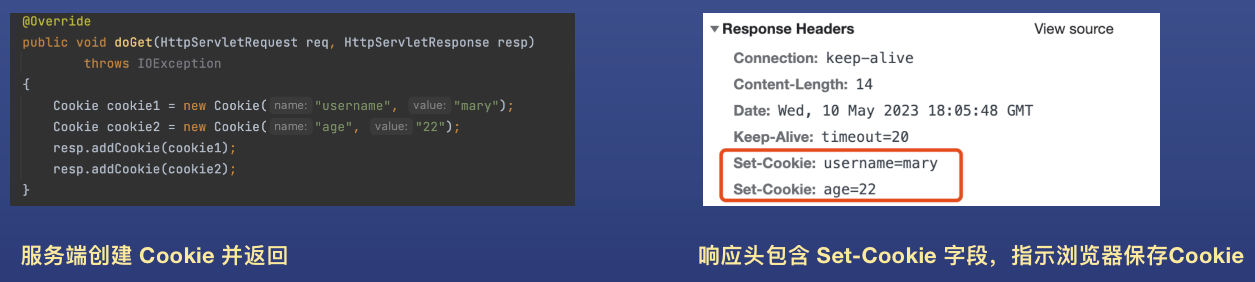 @Override
public void doGet(HttpServletRequest req, HttpServletResponse resp)
throws IOException
{
Cookie cookie1 = new Cookie( name: "username", value: "mary");
Cookie cookie2 = new Cookie( name: "age", value: "22");
resp.addCookie(cookie1);
resp.addCookie(cookie2);
}
服务端创建 Cookie 并返回
Response Headers View source
Connection: keep-alive
Content-Length: 14
Date: Wed, 10 May 2023 18:05:48 GMT
Keep-Alive: timeout=20
Set-Cookie: username=mary
Set-Cookie: age=22
响应头包含 Set-Cookie 字段，指示浏览器保存Cookie